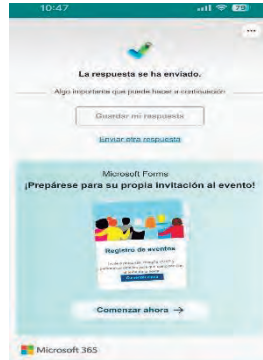 10:47
La respuesta se ha enviado.
Algo importante que puede hacer a continuación
Guardar mi respuesta
Enviar otra respuesta
Microsoft Forms
¡Prepárese para su propia invitación al evento!
Registro de eventos
Comenzar ahora →
Microsoft 365